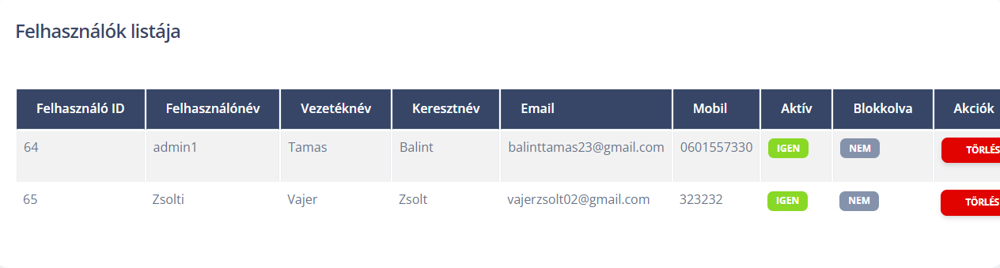 Felhasználók listája
Felhasználó ID Felhasználónév Vezetéknév Keresztnév Email Mobil Aktív Blokkolva Akciók
64 admin1 Tamas Balint balinttamas23@gmail.com 0601557330 IGEN NEM TÖRLÉS
65 Zsolti Vajer Zsolt vajerzsolt02@gmail.com 323232 IGEN NEM TÖRLÉS